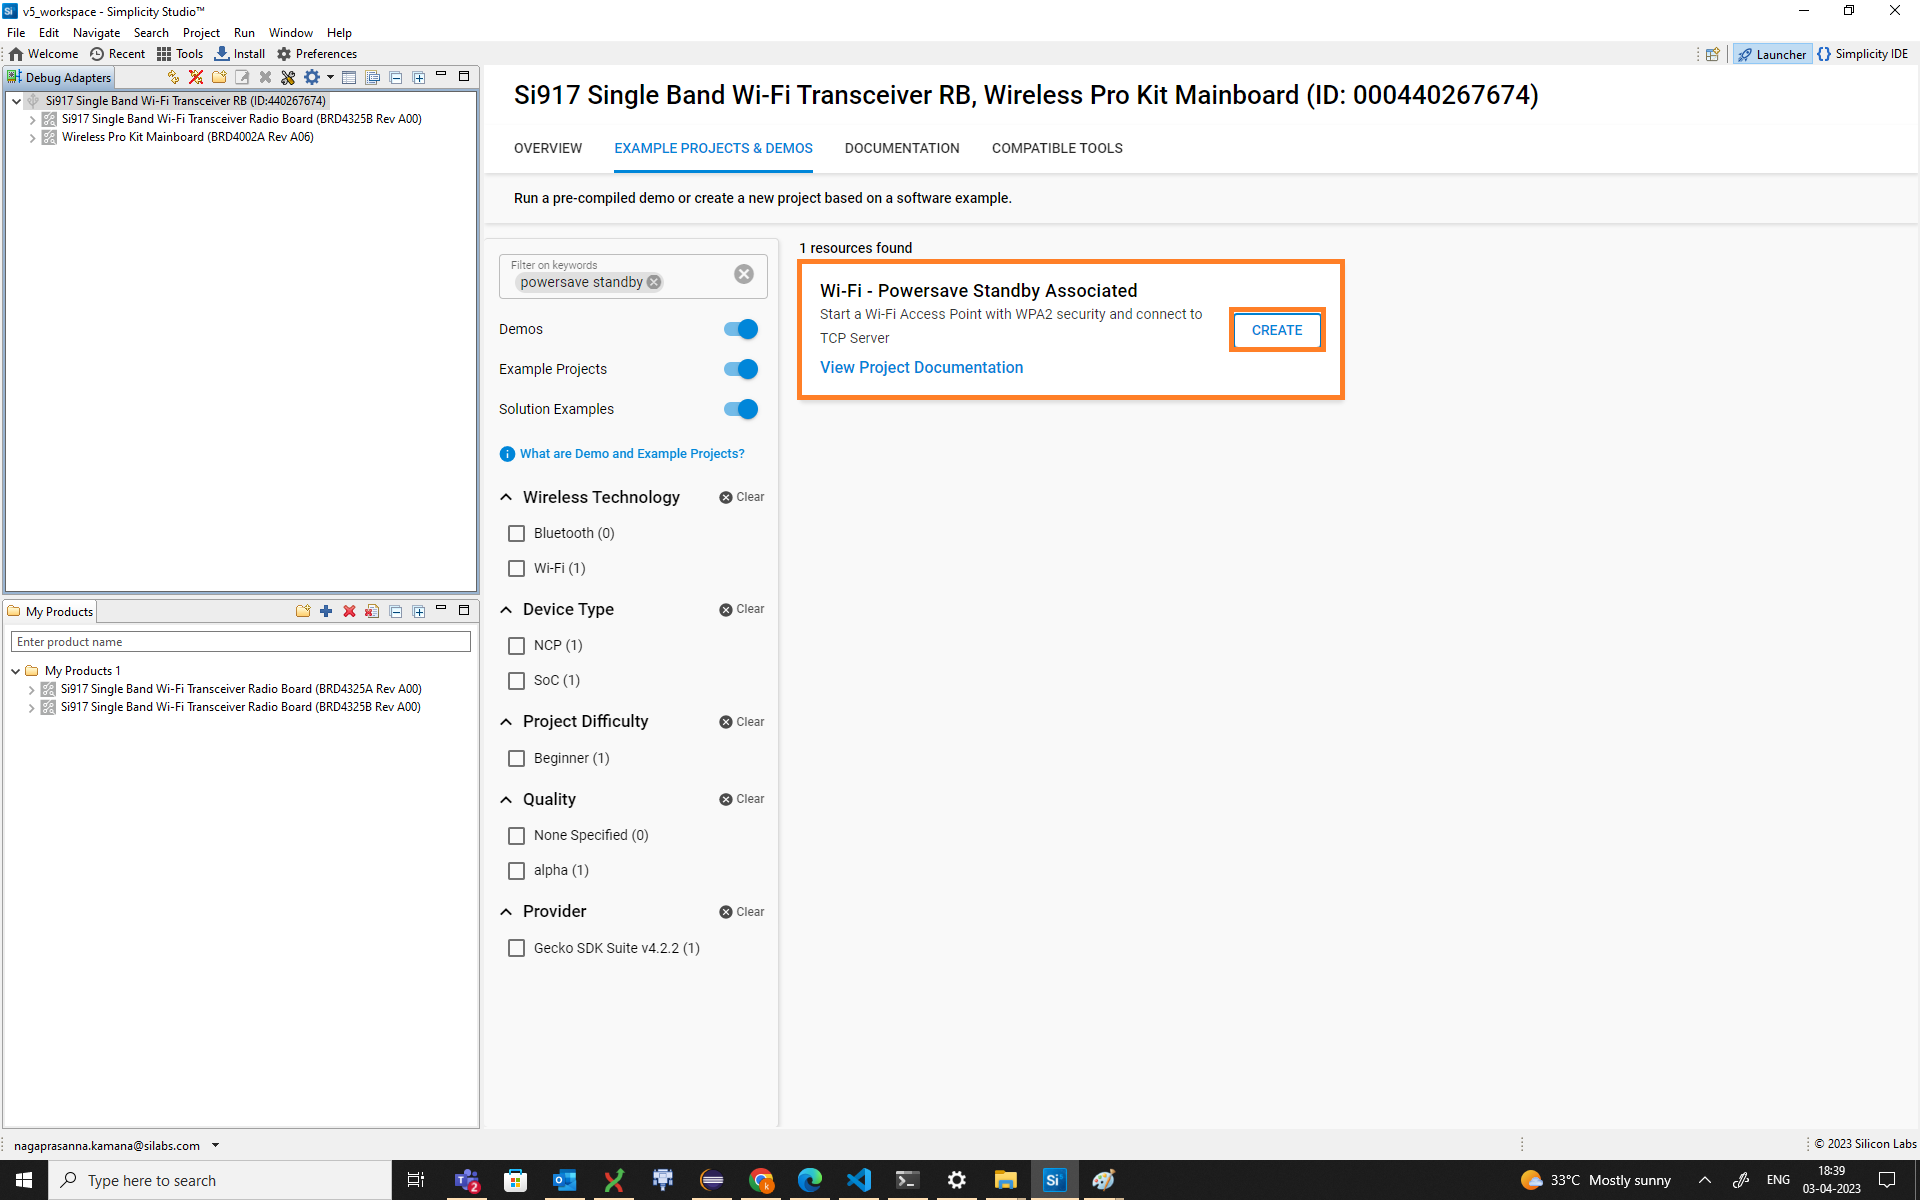 v5_workspace - Simplicity Studio™
File Edit Navigate Search Project Run Window Help
Welcome Recent Tools Install Preferences
Launcher Simplicity IDE
Debug Adapters
Si917 Single Band Wi-Fi Transceiver RB (ID:440267674)
Si917 Single Band Wi-Fi Transceiver Radio Board (BRD4325B Rev A00)
Wireless Pro Kit Mainboard (BRD4002A Rev A06)
My Products
Enter product name
My Products 1
Si917 Single Band Wi-Fi Transceiver Radio Board (BRD4325A Rev A00)
Si917 Single Band Wi-Fi Transceiver Radio Board (BRD4325B Rev A00)
Si917 Single Band Wi-Fi Transceiver RB, Wireless Pro Kit Mainboard (ID: 000440267674)
OVERVIEW EXAMPLE PROJECTS & DEMOS DOCUMENTATION COMPATIBLE TOOLS
Run a pre-compiled demo or create a new project based on a software example.
Filter on keywords
powersave standby
Demos
Example Projects
Solution Examples
What are Demo and Example Projects?
Wireless Technology Clear
Bluetooth (0)
Wi-Fi (1)
Device Type Clear
NCP (1)
SoC (1)
Project Difficulty Clear
Beginner (1)
Quality Clear
None Specified (0)
alpha (1)
Provider Clear
Gecko SDK Suite v4.2.2 (1)
1 resources found
Wi-Fi - Powersave Standby Associated
Start a Wi-Fi Access Point with WPA2 security and connect to
TCP Server
CREATE
View Project Documentation
nagaprasanna.kamana@silabs.com
© 2023 Silicon Labs
Type here to search
2
Si
33°C Mostly sunny
ENG
18:39
03-04-2023